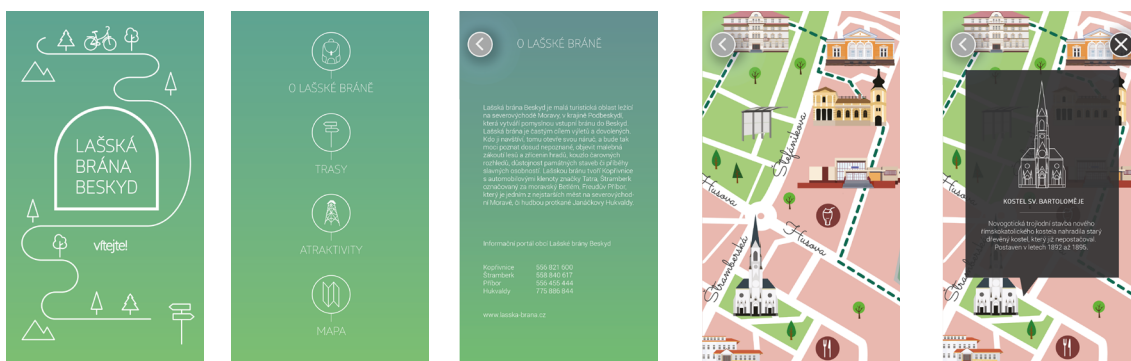 LAŠSKÁ
BRÁNA
BESKYD
vítejte!
O LAŠSKÉ BRÁNĚ
TRASY
ATRAKTIVITY
MAPA
O LAŠSKÉ BRÁNĚ
Lašská brána Beskyd je malá turistická oblast ležící
na severovýchodě Moravy, v krajině Podbeskydí,
která vytváří pomyslnou vstupní bránu do Beskyd.
Lašská brána je častým cílem výletů a dovolených.
Kdo ji navštíví, tomu otevře svou náruč, a bude tak
moci poznat dosud nepoznané, objevit malebná
zákoutí lesů a zřícenin hradů, kouzlo čarovných
rozhledů, důstojnost památných staveb či příběhy
slavných osobností. Lašskou bránu tvoří Kopřivnice
s automobilovými klenoty značky Tatra, Štramberk
označovaný za moravský Betlém, Freudův Příbor,
který je jedním z nejstarších měst na severovýchod-
ní Moravě, či hudbou protkané Janáčkovy Hukvaldy.
Informační portál obcí Lašské brány Beskyd
Kopřivnice 556 821 600
Štramberk 558 840 617
Příbor 556 455 444
Hukvaldy 775 886 844
www.lasska-brana.cz
Štefánikova
Husova
Husova
Štramberská
Husova
Štramberská
KOSTEL SV. BARTOLOMĚJE
Novogotická trojlodní stavba nového
římskokatolického kostela nahradila starý
dřevěný kostel, který již nepostačoval.
Postaven v letech 1892 až 1895.